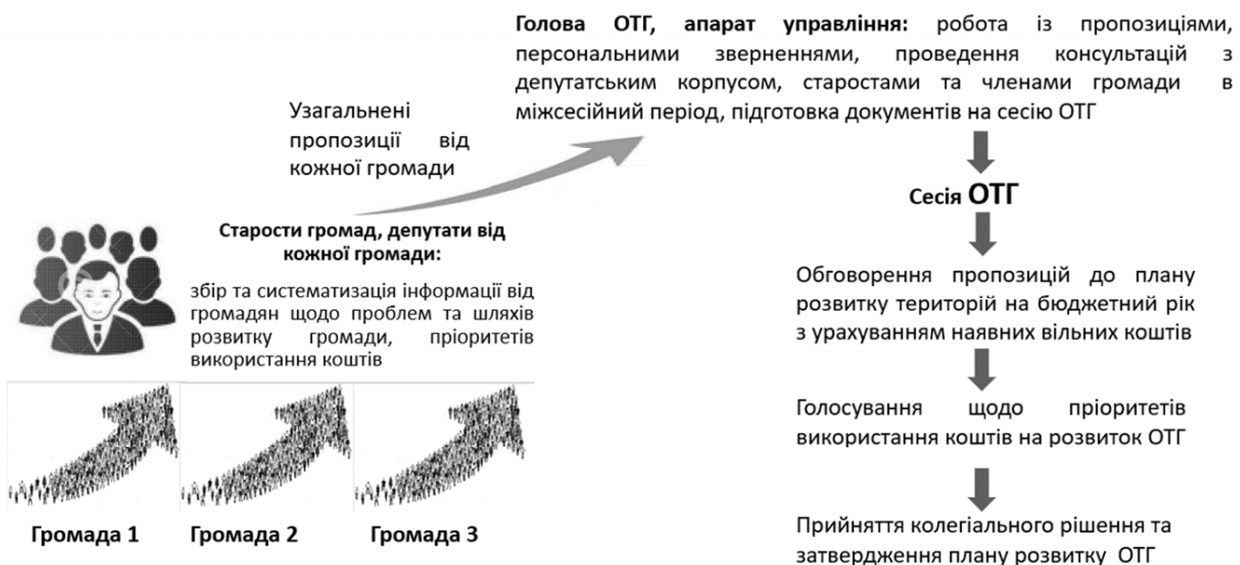 Голова ОТГ, апарат управління: робота із пропозиціями,
персональними зверненнями, проведення консультацій з
депутатським корпусом, старостами та членами громади в
міжсесійний період, підготовка документів на сесію ОТГ
Узагальнені
пропозиції від
кожної громади
Старости громад, депутати від
кожної громади:
збір та систематизація інформації від
громадян щодо проблем та шляхів
розвитку громади, пріоритетів
використання коштів
Громада 1
Громада 2
Громада 3
Сесія ОТГ
Обговорення пропозицій до плану
розвитку територій на бюджетний рік
з урахуванням наявних вільних коштів
Голосування щодо пріоритетів
використання коштів на розвиток ОТГ
Прийняття колегіального рішення та
затвердження плану розвитку ОТГ